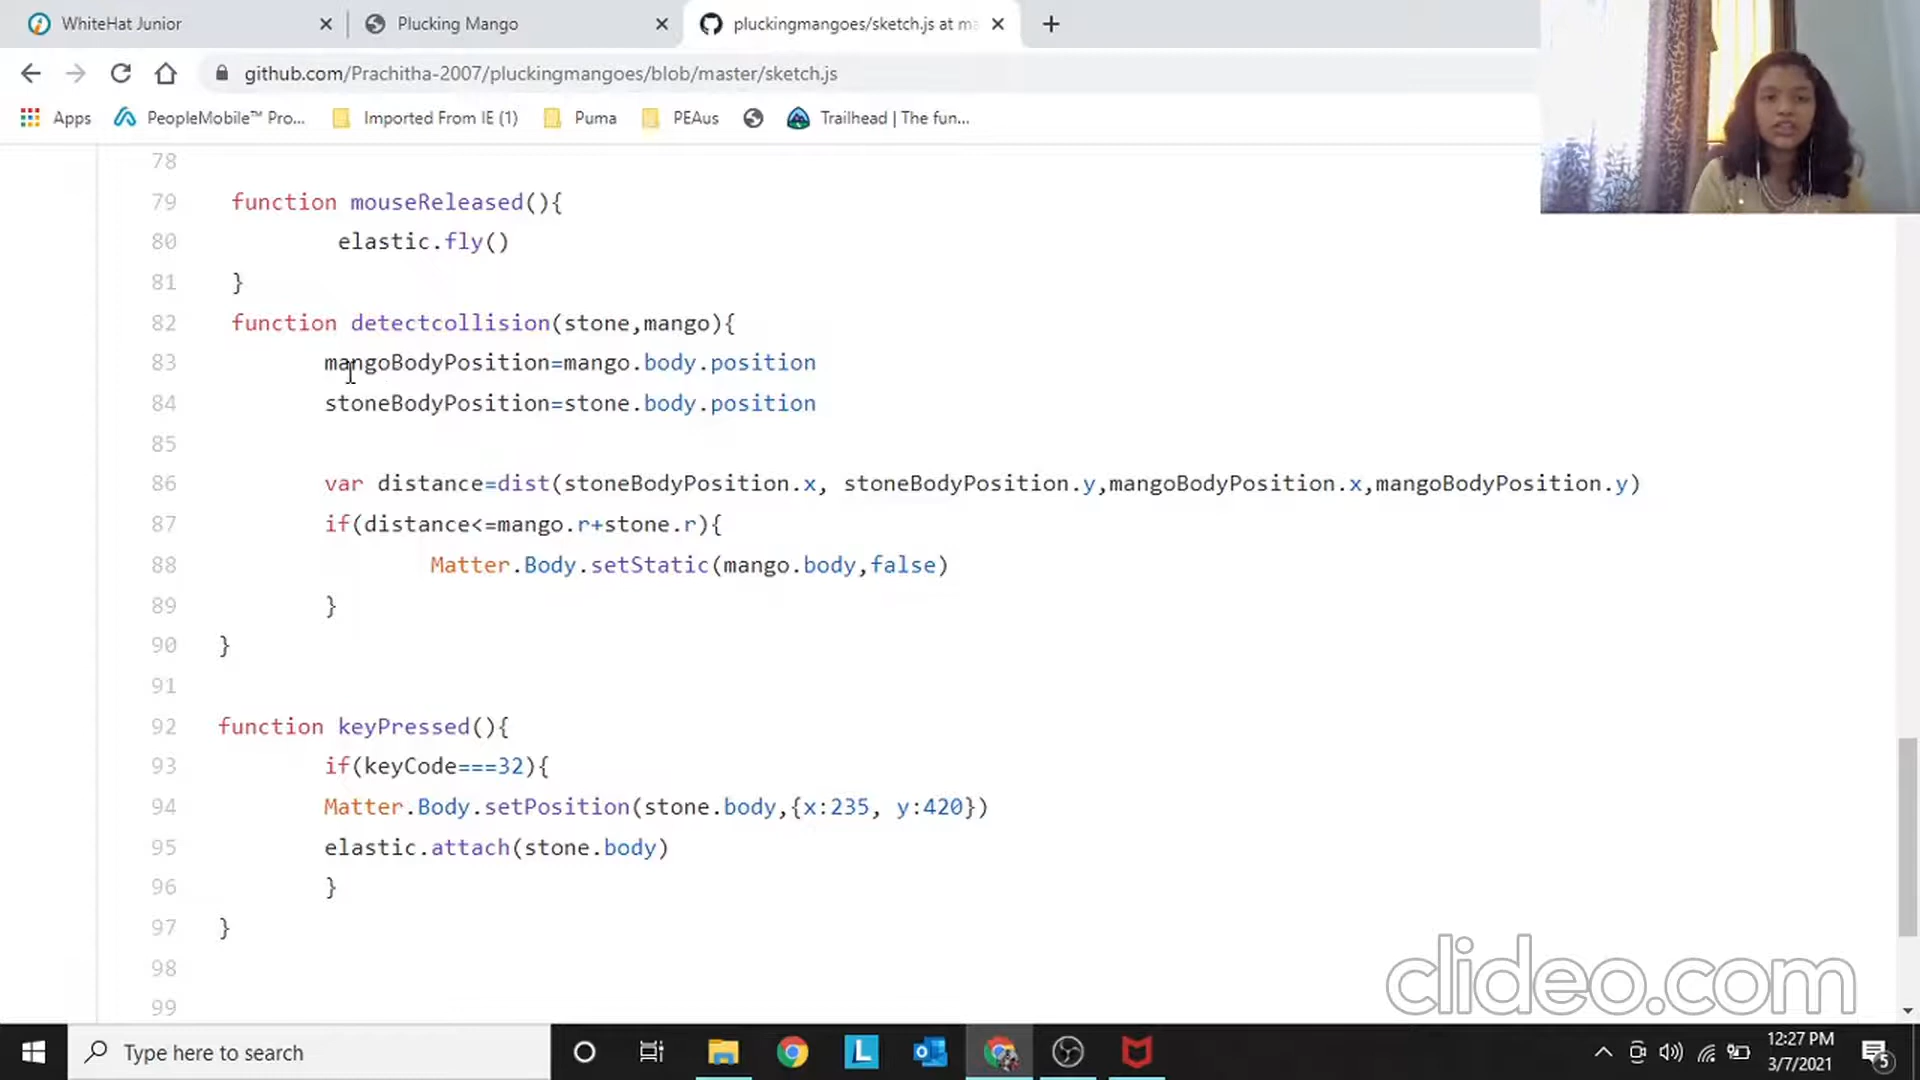 WhiteHat Junior
Plucking Mango
pluckingmangoes/sketch.js at ma
github.com/Prachitha-2007/pluckingmangoes/blob/master/sketch.js
Apps PeopleMobile™ Pro... Imported From IE (1) Puma PEAus Trailhead | The fun...
78
79 function mouseReleased(){
80 elastic.fly()
81 }
82 function detectcollision(stone,mango){
83 mangoBodyPosition=mango.body.position
84 stoneBodyPosition=stone.body.position
85
86 var distance=dist(stoneBodyPosition.x, stoneBodyPosition.y,mangoBodyPosition.x,mangoBodyPosition.y)
87 if(distance<=mango.r+stone.r){
88 Matter.Body.setStatic(mango.body,false)
89 }
90 }
91
92 function keyPressed(){
93 if(keyCode===32){
94 Matter.Body.setPosition(stone.body,{x:235, y:420})
95 elastic.attach(stone.body)
96 }
97 }
98
99
clideo.com
Type here to search
L
12:27 PM
3/7/2021
5